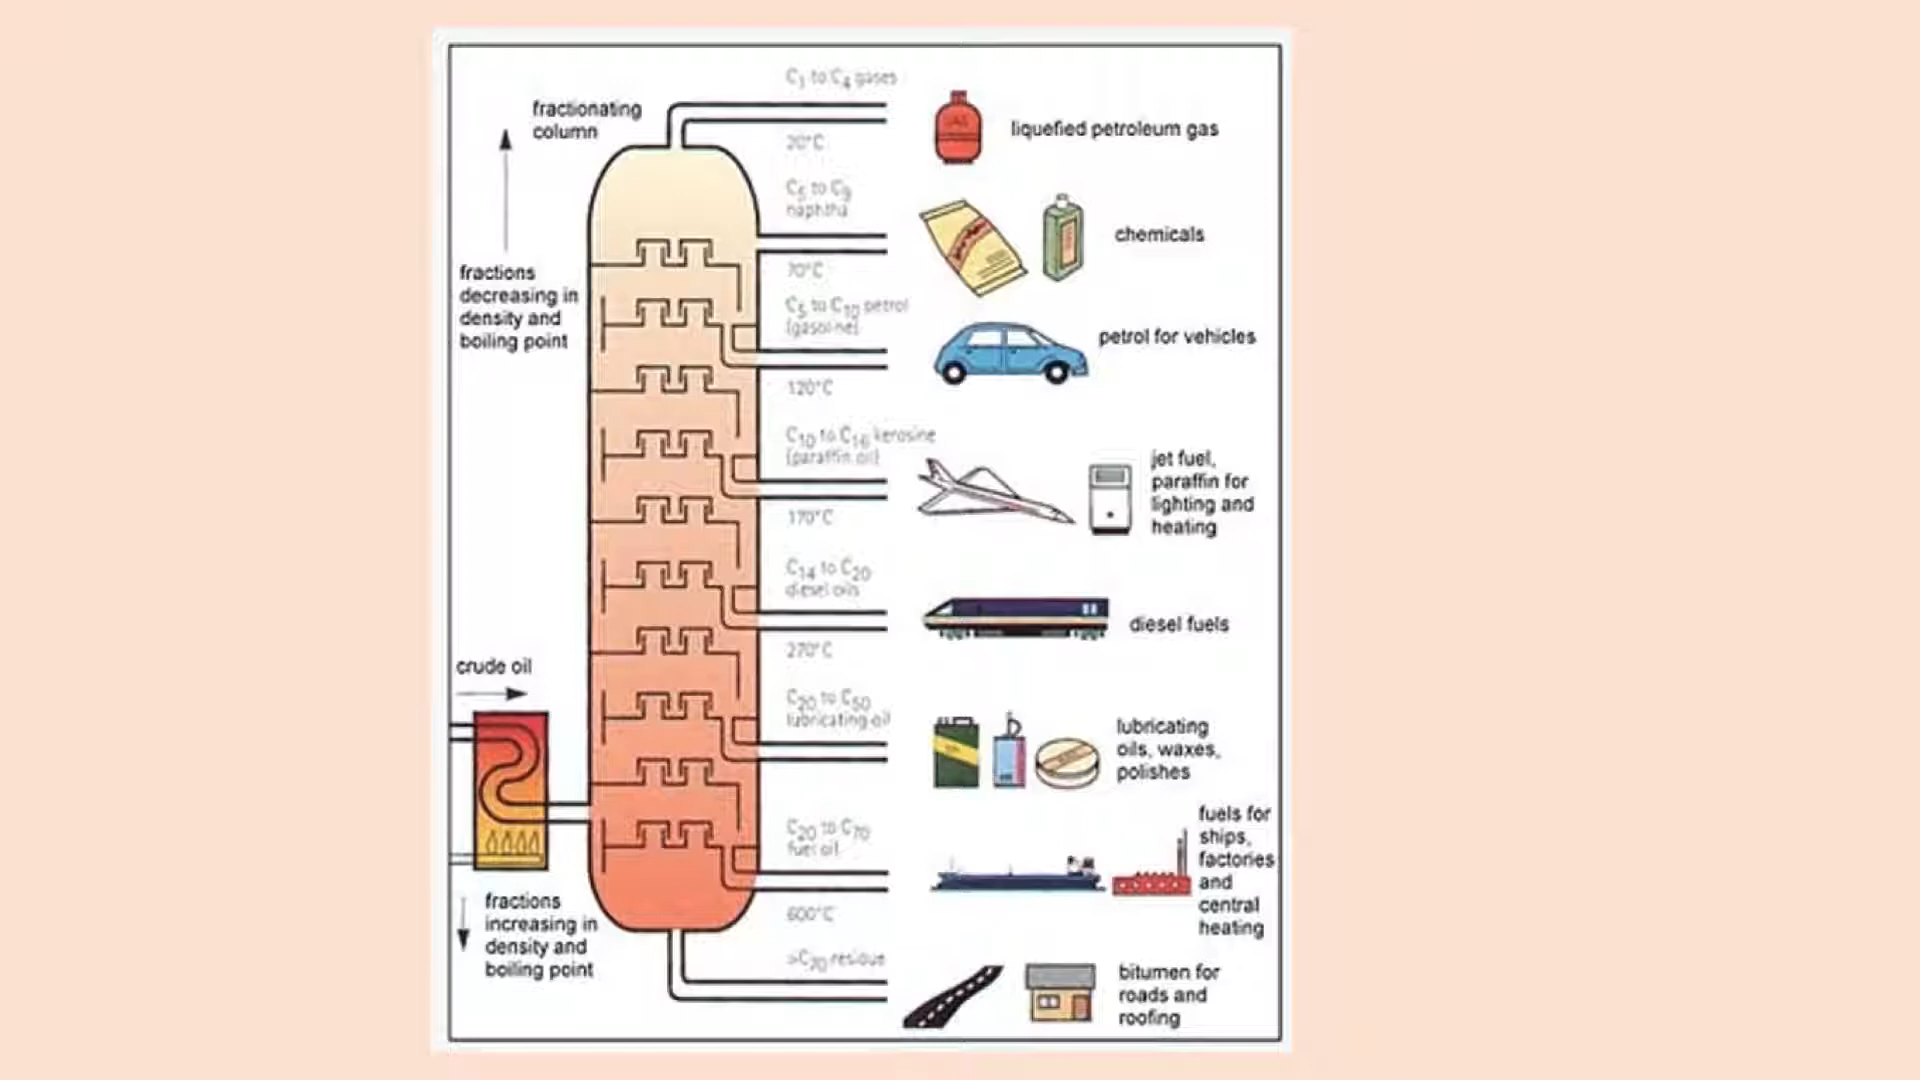 C₁ to C₄ gases
fractionating
column
liquefied petroleum gas
20°C
C₅ to C₉
naphtha
chemicals
70°C
fractions
decreasing in
density and
boiling point
C₅ to C₁₀ petrol
(gasoline)
petrol for vehicles
120°C
C₁₀ to C₁₆ kerosine
(paraffin oil)
jet fuel,
paraffin for
lighting and
heating
170°C
C₁₄ to C₂₀
diesel oils
diesel fuels
270°C
crude oil
C₂₀ to C₅₀
lubricating oil
lubricating
oils, waxes,
polishes
C₂₀ to C₇₀
fuel oil
fuels for
ships,
factories
and
central
heating
600°C
fractions
increasing in
density and
boiling point
>C₇₀ residue
bitumen for
roads and
roofing